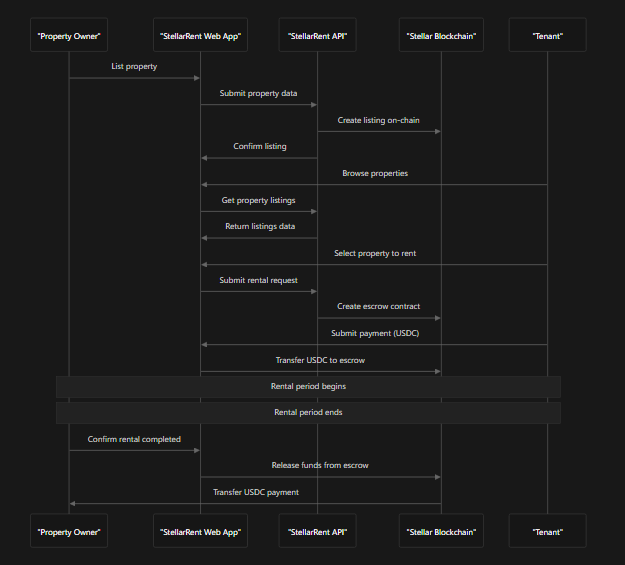 "Property Owner" "StellarRent Web App" "StellarRent API" "Stellar Blockchain" "Tenant"
List property
Submit property data
Create listing on-chain
Confirm listing
Browse properties
Get property listings
Return listings data
Select property to rent
Submit rental request
Create escrow contract
Submit payment (USDC)
Transfer USDC to escrow
Rental period begins
Rental period ends
Confirm rental completed
Release funds from escrow
Transfer USDC payment
"Property Owner" "StellarRent Web App" "StellarRent API" "Stellar Blockchain" "Tenant"